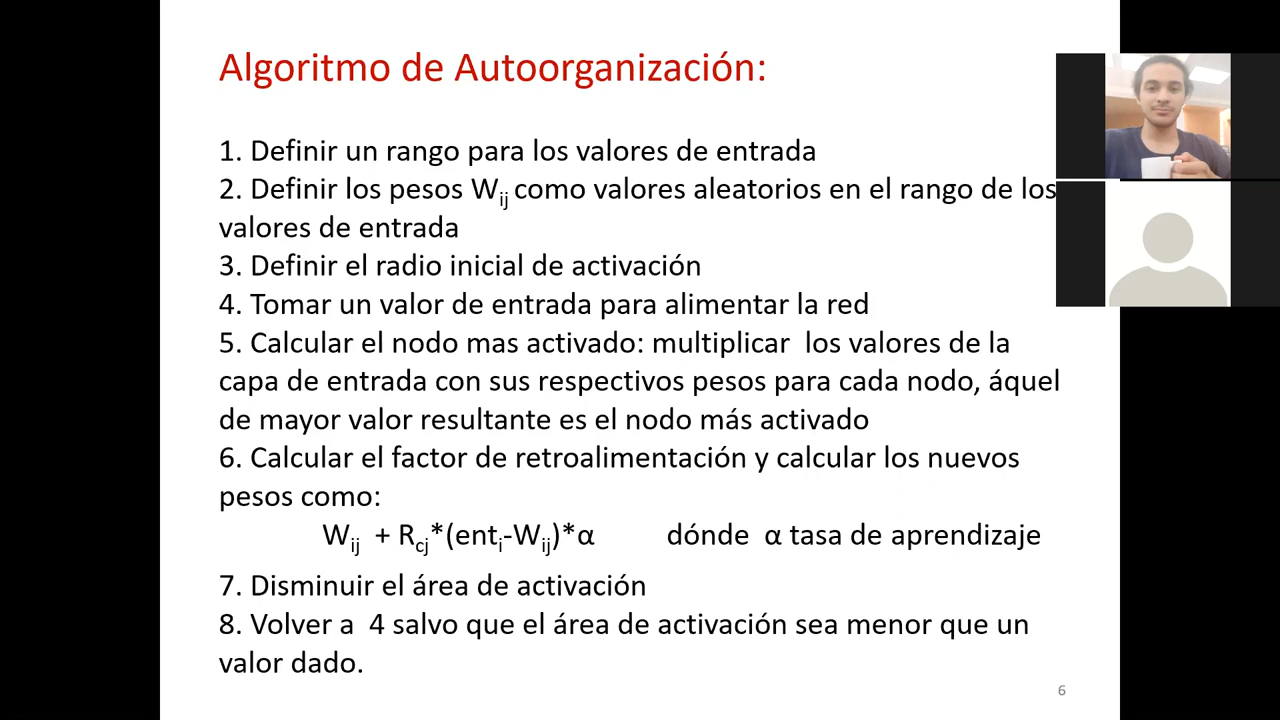 Algoritmo de Autoorganización:
1. Definir un rango para los valores de entrada
2. Definir los pesos Wij como valores aleatorios en el rango de los
valores de entrada
3. Definir el radio inicial de activación
4. Tomar un valor de entrada para alimentar la red
5. Calcular el nodo mas activado: multiplicar  los valores de la
capa de entrada con sus respectivos pesos para cada nodo, áquel
de mayor valor resultante es el nodo más activado
6. Calcular el factor de retroalimentación y calcular los nuevos
pesos como:
Wij + Rcj*(enti-Wij)*α dónde α tasa de aprendizaje
7. Disminuir el área de activación
8. Volver a 4 salvo que el área de activación sea menor que un
valor dado.
6